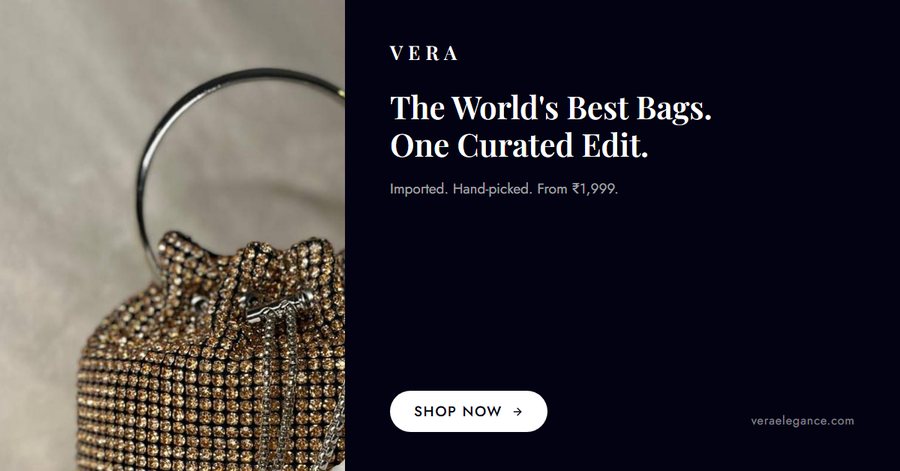 VERA
The World's Best Bags.
One Curated Edit.
Imported. Hand-picked. From ₹1,999.
SHOP NOW →
veraelegance.com